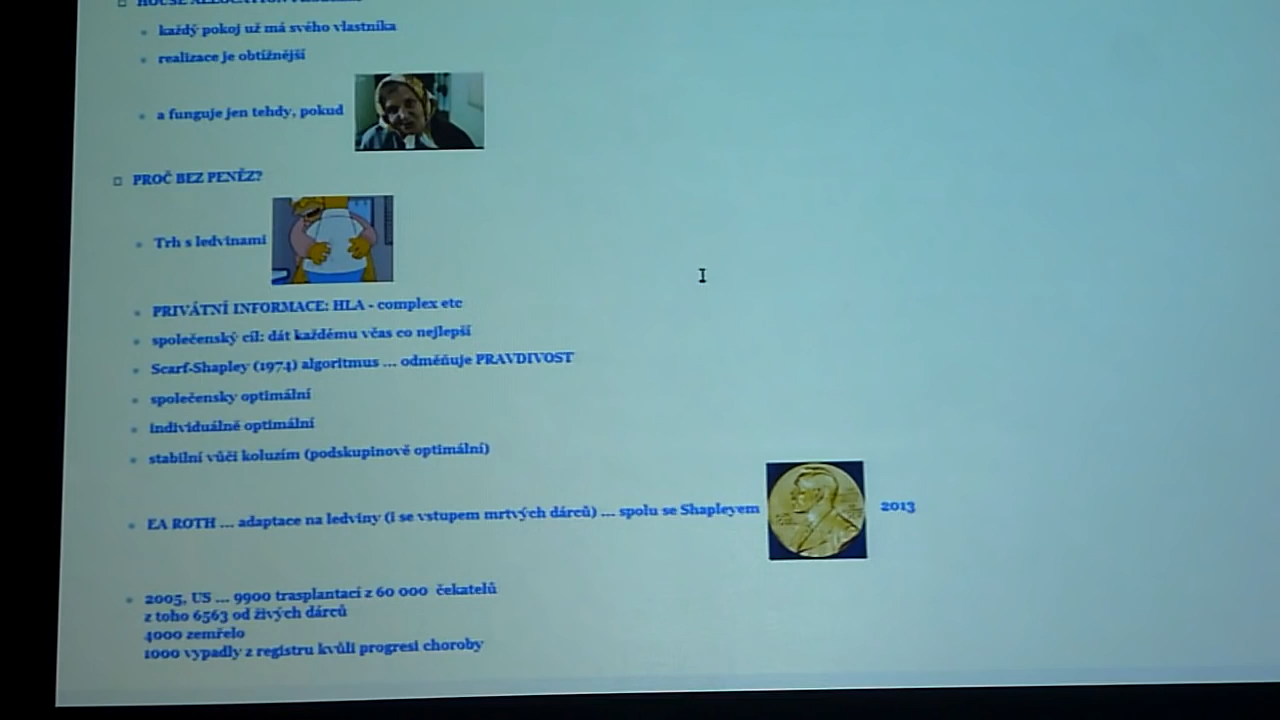 HOUSE ALLOCATION PROBLEM
každý pokoj už má svého vlastníka
realizace je obtížnější
a funguje jen tehdy, pokud
PROČ BEZ PENĚZ?
Trh s ledvinami
PRIVÁTNÍ INFORMACE: HLA - complex etc
společenský cíl: dát každému včas co nejlepší
Scarf-Shapley (1974) algoritmus ... odměňuje PRAVDIVOST
společensky optimální
individuálně optimální
stabilní vůči koluzím (podskupinově optimální)
EA ROTH ... adaptace na ledviny (i se vstupem mrtvých dárců) ... spolu se Shapleyem
2013
2005, US ... 9900 trasplantací z 60 000 čekatelů
z toho 6563 od živých dárců
4000 zemřelo
1000 vypadly z registru kvůli progresi choroby